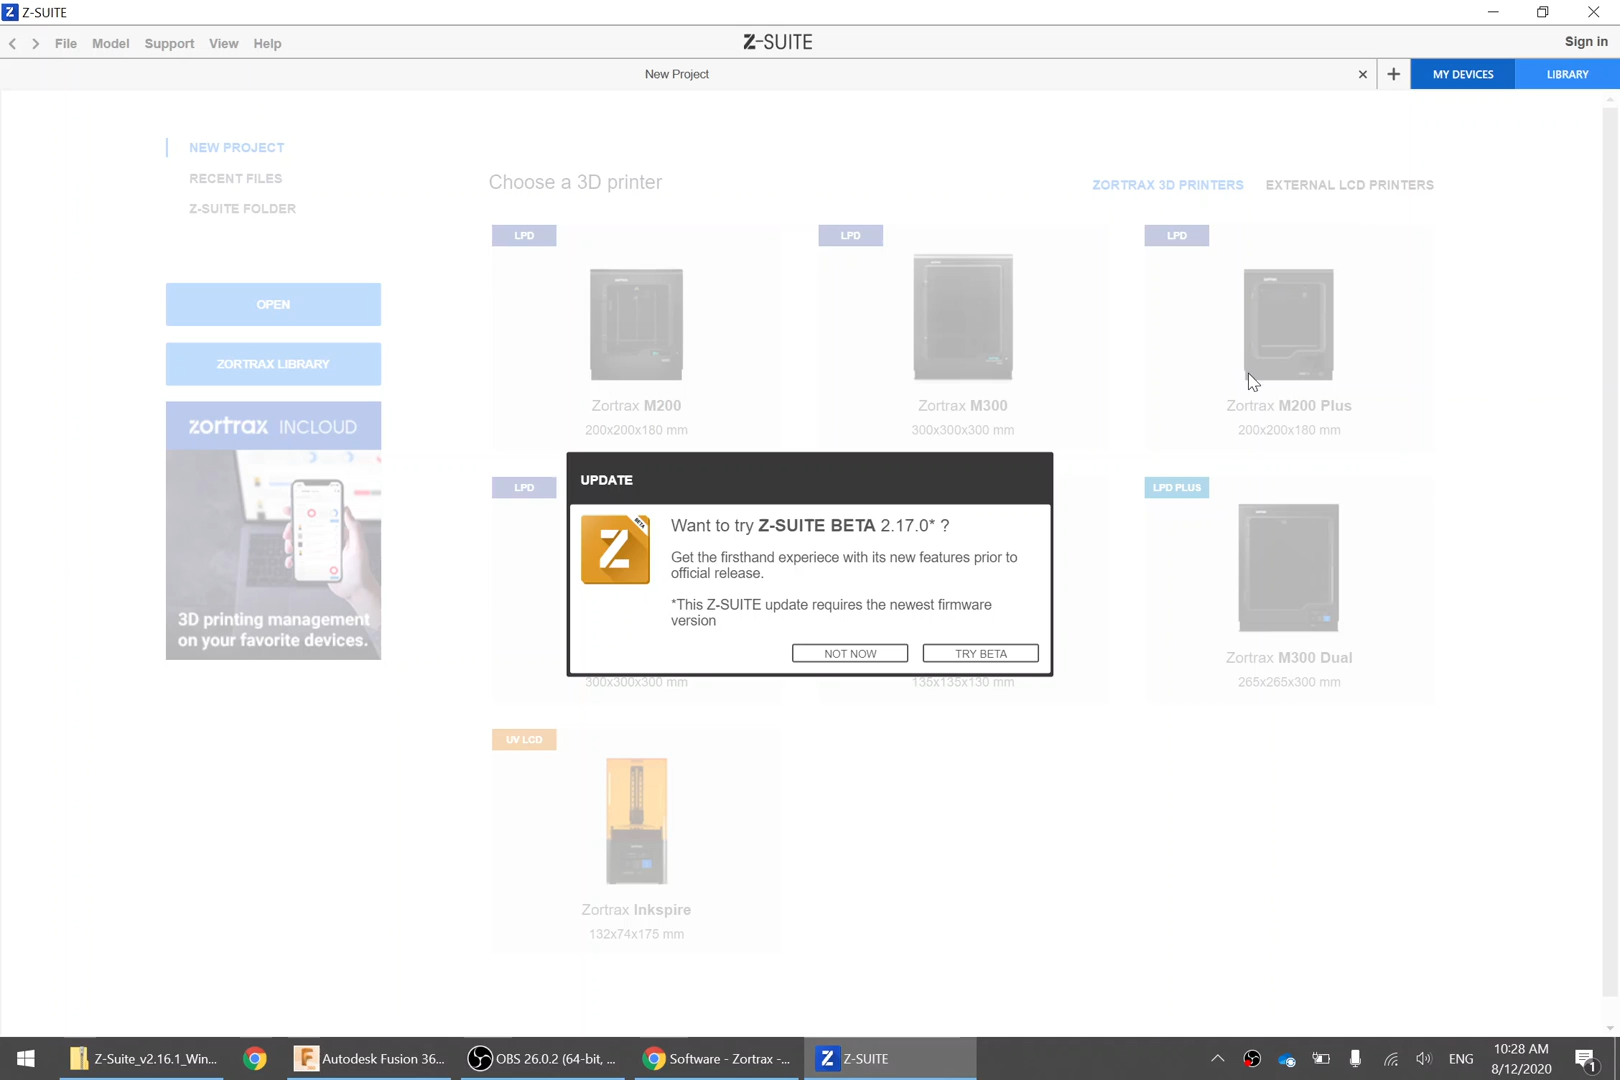 Z-SUITE
File Model Support View Help
Z-SUITE
Sign in
New Project
MY DEVICES
LIBRARY
NEW PROJECT
RECENT FILES
Z-SUITE FOLDER
OPEN
ZORTRAX LIBRARY
zortrax INCLOUD
3D printing management
on your favorite devices.
Choose a 3D printer
ZORTRAX 3D PRINTERS
EXTERNAL LCD PRINTERS
LPD
Zortrax M200
200x200x180 mm
LPD
Zortrax M300
300x300x300 mm
LPD
Zortrax M200 Plus
200x200x180 mm
LPD
300x300x300 mm
135x135x130 mm
LPD PLUS
Zortrax M300 Dual
265x265x300 mm
UV LCD
Zortrax Inkspire
132x74x175 mm
UPDATE
BETA
Z
Want to try Z-SUITE BETA 2.17.0* ?
Get the firsthand experiece with its new features prior to
official release.
*This Z-SUITE update requires the newest firmware
version
NOT NOW
TRY BETA
Z-Suite_v2.16.1_Win...
Autodesk Fusion 36...
OBS 26.0.2 (64-bit, ...
Software - Zortrax -...
Z-SUITE
ENG
10:28 AM
8/12/2020
1